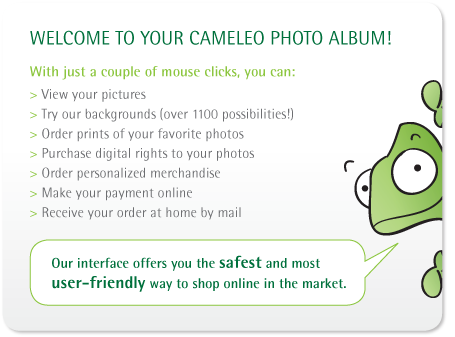 WELCOME TO YOUR CAMELEO PHOTO ALBUM!
With just a couple of mouse clicks, you can:
> View your pictures
> Try our backgrounds (over 1100 possibilities!)
> Order prints of your favorite photos
> Purchase digital rights to your photos
> Order personalized merchandise
> Make your payment online
> Receive your order at home by mail
Our interface offers you the safest and most
user-friendly way to shop online in the market.